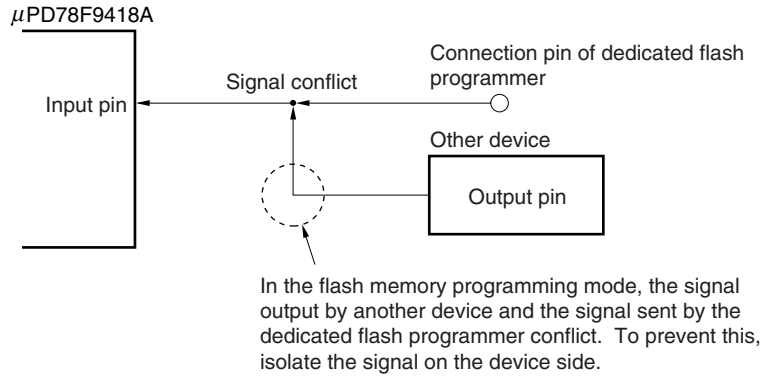 μPD78F9418A
Connection pin of dedicated flash
programmer
Signal conflict
Input pin
Other device
Output pin
In the flash memory programming mode, the signal
output by another device and the signal sent by the
dedicated flash programmer conflict.  To prevent this,
isolate the signal on the device side.